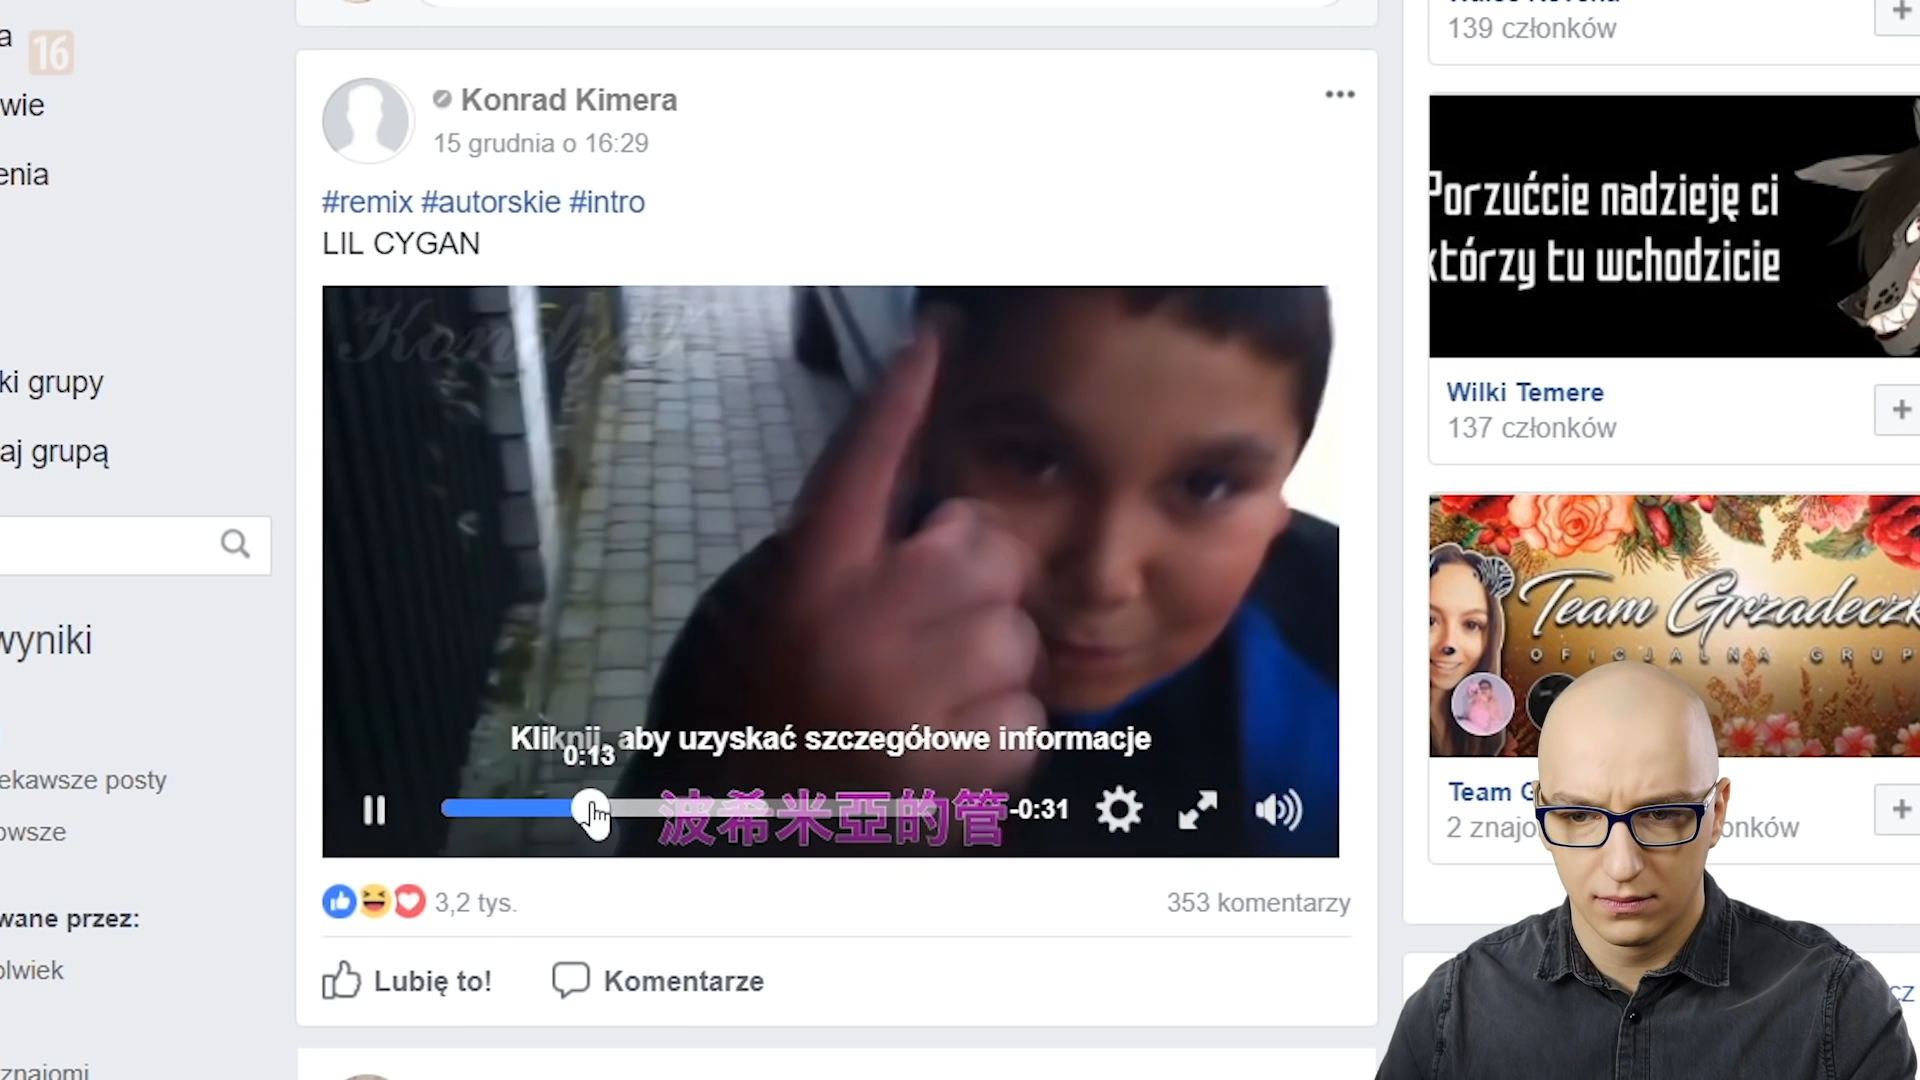 a
16
wie
enia
ki grupy
aj grupą
wyniki
ekawsze posty
owsze
wane przez:
olwiek
znajomi
Konrad Kimera
15 grudnia o 16:29
#remix #autorskie #intro
LIL CYGAN
Kliknij, aby uzyskać szczegółowe informacje
0:13
-0:31
波希米亞的管
3,2 tys.
353 komentarzy
Lubię to!
Komentarze
139 członków
Porzućcie nadzieję ci
którzy tu wchodzicie
Wilki Temere
137 członków
Team Grzadeczk
OFICJALNA GRUP
Team G
2 znajo
onków
cz